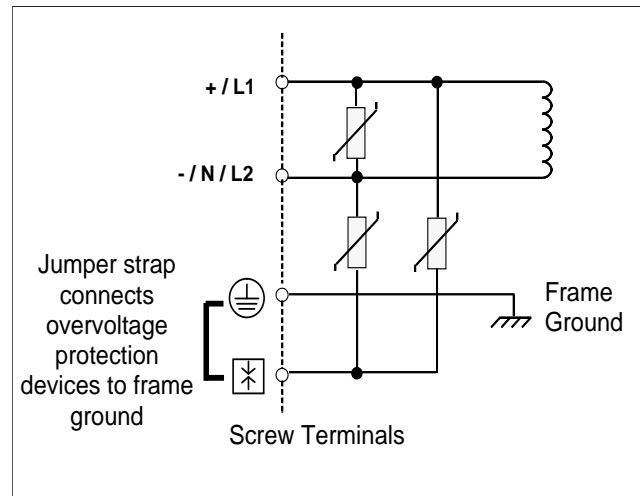 + / L1
- / N / L2
Jumper strap
connects
overvoltage
protection
devices to frame
ground
Frame
Ground
Screw Terminals